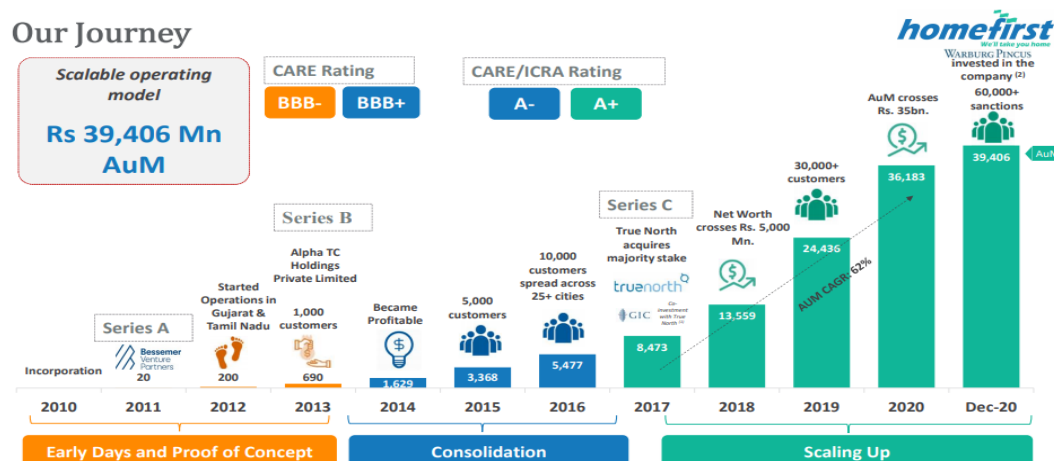 Our Journey
homefirst
We'll take you home
Scalable operating
model
Rs 39,406 Mn
AuM
CARE Rating
BBB-
BBB+
CARE/ICRA Rating
A-
A+
WARBURG PINCUS
invested in the
company (2)
60,000+
sanctions
AuM crosses
Rs. 35bn.
30,000+
customers
Series C
True North
acquires
majority stake
truenorth
GIC
Co-
investment
with True
North (1)
Net Worth
crosses Rs. 5,000
Mn.
Series B
Alpha TC
Holdings
Private Limited
1,000
customers
10,000
customers
spread across
25+ cities
5,000
customers
Became
Profitable
Started
Operations in
Gujarat &
Tamil Nadu
Series A
Bessemer
Venture
Partners
Incorporation
20
200
690
1,629
3,368
5,477
8,473
13,559
24,436
36,183
39,406
AuM
AUM CAGR: 62%
2010
2011
2012
2013
2014
2015
2016
2017
2018
2019
2020
Dec-20
Early Days and Proof of Concept
Consolidation
Scaling Up